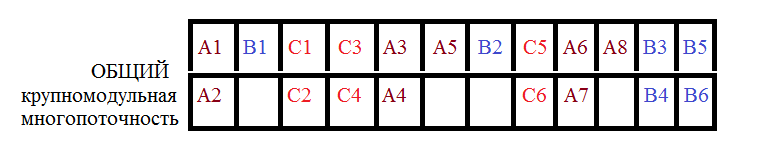 A1 B1 C1 C3 A3 A5 B2 C5 A6 A8 B3 B5
ОБЩИЙ
крупномодульная
многопоточность
A2 C2 C4 A4 C6 A7 B4 B6